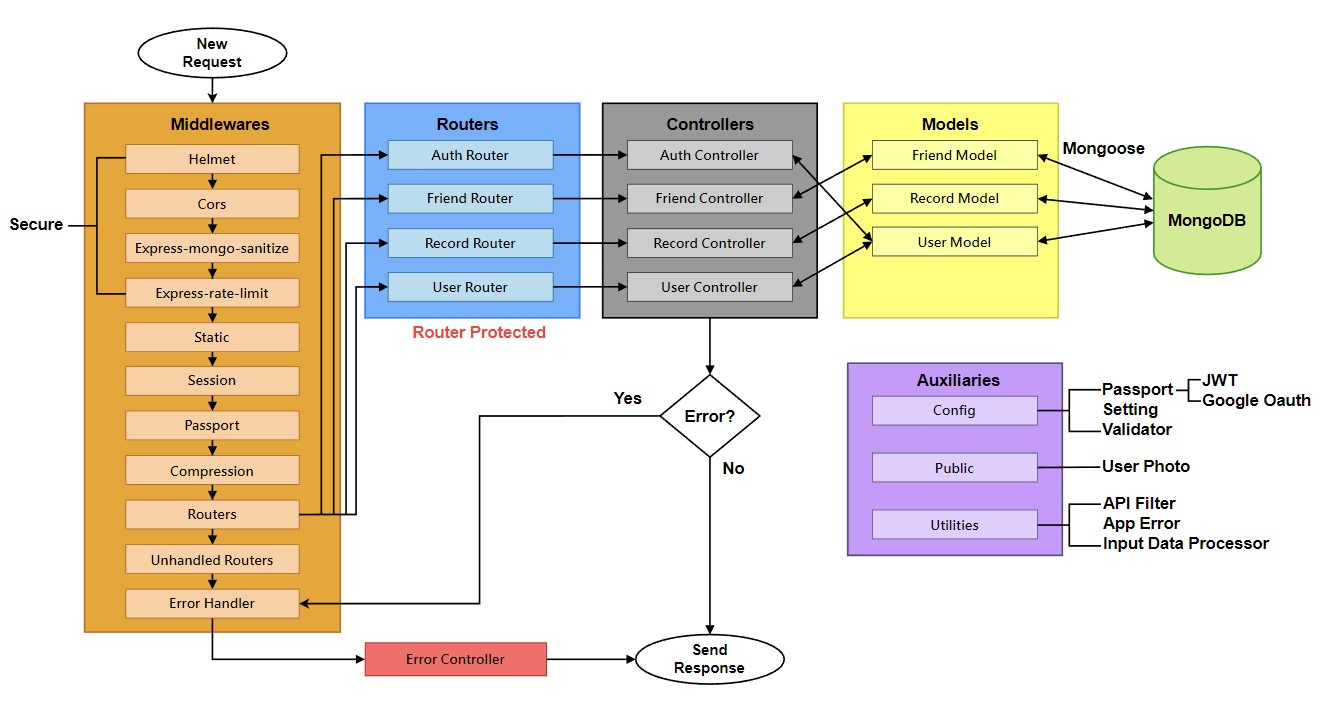 New
Request
Middlewares
Helmet
Cors
Express-mongo-sanitize
Express-rate-limit
Static
Session
Passport
Compression
Routers
Unhandled Routers
Error Handler
Secure
Routers
Auth Router
Friend Router
Record Router
User Router
Router Protected
Controllers
Auth Controller
Friend Controller
Record Controller
User Controller
Models
Friend Model
Record Model
User Model
Mongoose
MongoDB
Yes
Error?
No
Auxiliaries
Config
Public
Utilities
Passport
Setting
Validator
JWT
Google Oauth
User Photo
API Filter
App Error
Input Data Processor
Error Controller
Send
Response